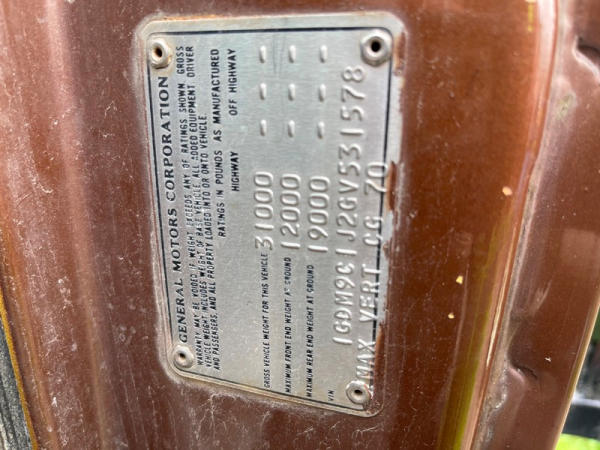 GENERAL MOTORS CORPORATION
WARRANTY MAY BE VOIDED IF WEIGHT EXCEEDS ANY OF RATINGS SHOWN. GROSS
VEHICLE WEIGHT INCLUDES WEIGHT OF BASE VEHICLE, ALL ADDED EQUIPMENT, DRIVER
AND PASSENGERS, AND ALL PROPERTY LOADED INTO OR ONTO VEHICLE.
RATINGS IN POUNDS AS MANUFACTURED
HIGHWAY OFF HIGHWAY
GROSS VEHICLE WEIGHT FOR THIS VEHICLE 31000 - - -
MAXIMUM FRONT END WEIGHT AT GROUND 12000 - - -
MAXIMUM REAR END WEIGHT AT GROUND 19000 - - -
VIN 1GDM9C1J2GV531578
MAX VERT CG 70